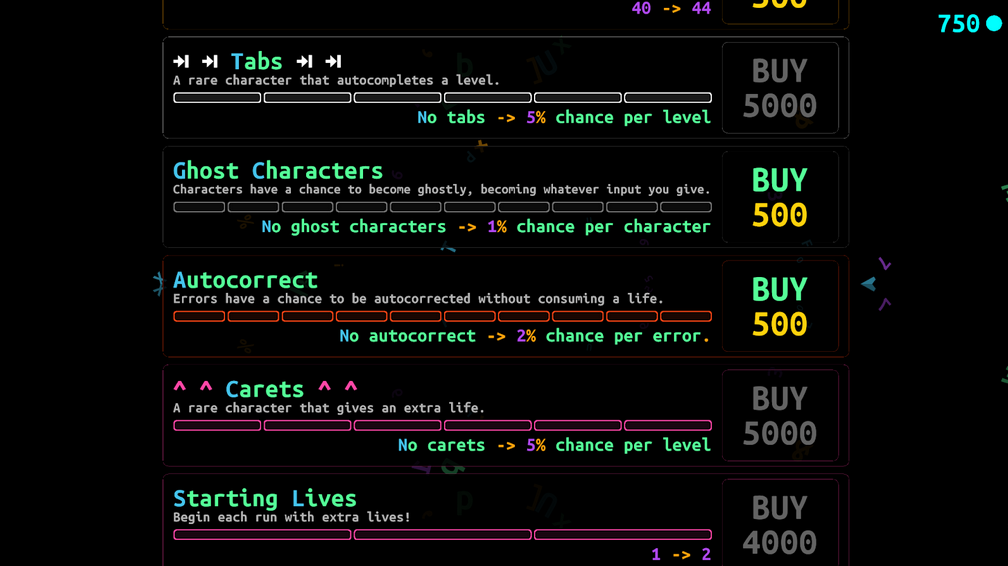 750
40 -> 44
500
Tabs
A rare character that autocompletes a level.
No tabs -> 5% chance per level
BUY
5000
Ghost Characters
Characters have a chance to become ghostly, becoming whatever input you give.
No ghost characters -> 1% chance per character
BUY
500
Autocorrect
Errors have a chance to be autocorrected without consuming a life.
No autocorrect -> 2% chance per error.
BUY
500
^ ^ Carets ^ ^
A rare character that gives an extra life.
No carets -> 5% chance per level
BUY
5000
Starting Lives
Begin each run with extra lives!
1 -> 2
BUY
4000